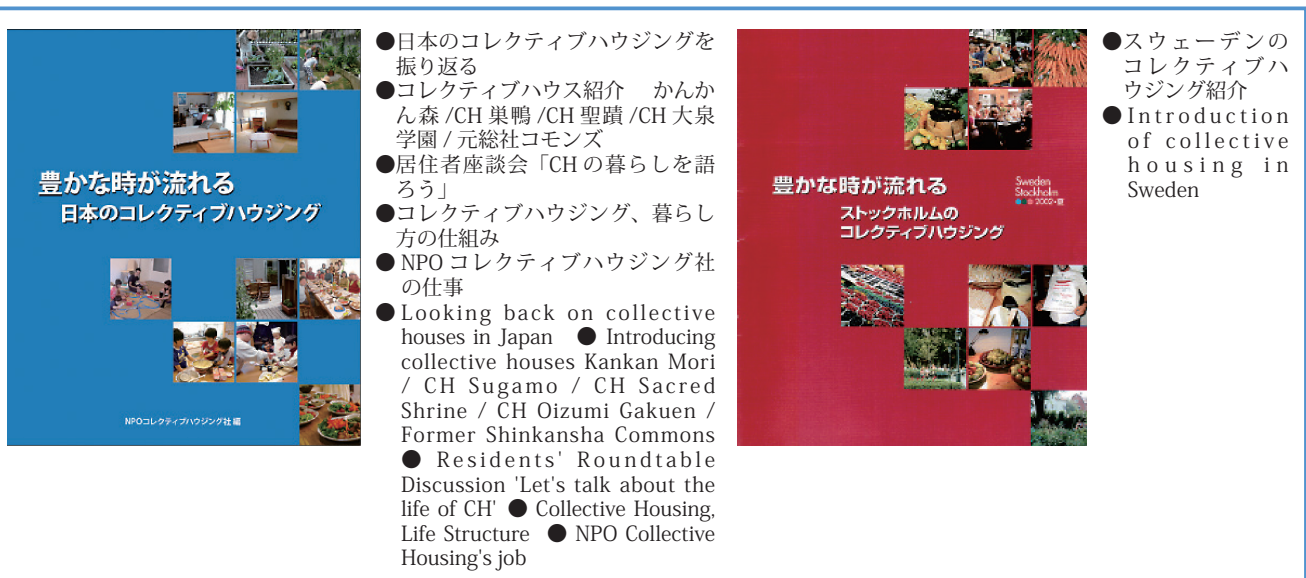 豊かな時が流れる
日本のコレクティブハウジング
NPOコレクティブハウジング社 編
●日本のコレクティブハウジングを
振り返る
●コレクティブハウス紹介　かんか
ん森 /CH 巣鴨 /CH 聖蹟 /CH 大泉
学園 / 元総社コモンズ
●居住者座談会「CH の暮らしを語
ろう」
●コレクティブハウジング、暮らし
方の仕組み
● NPO コレクティブハウジング社
の仕事
● Looking back on collective
houses in Japan ● Introducing
collective houses Kankan Mori
/ CH Sugamo / CH Sacred
Shrine / CH Oizumi Gakuen /
Former Shinkansha Commons
● Residents' Roundtable
Discussion 'Let's talk about the
life of CH' ● Collective Housing,
Life Structure ● NPO Collective
Housing's job
豊かな時が流れる
ストックホルムの
コレクティブハウジング
Sweden
Stockholm
2002・夏
●スウェーデンの
コレクティブハ
ウジング紹介
● Introduction
of collective
housing in
Sweden